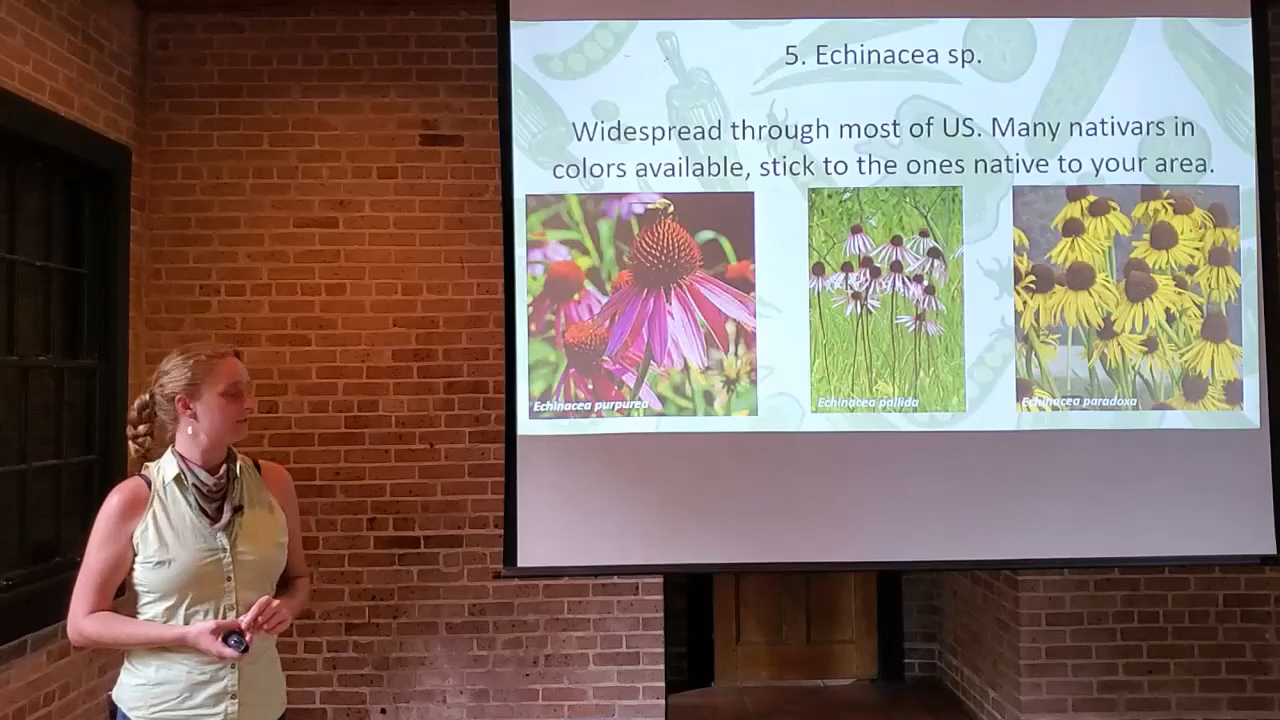 5. Echinacea sp.
Widespread through most of US. Many nativars in
colors available, stick to the ones native to your area.
Echinacea purpurea
Echinacea pallida
Echinacea paradoxa